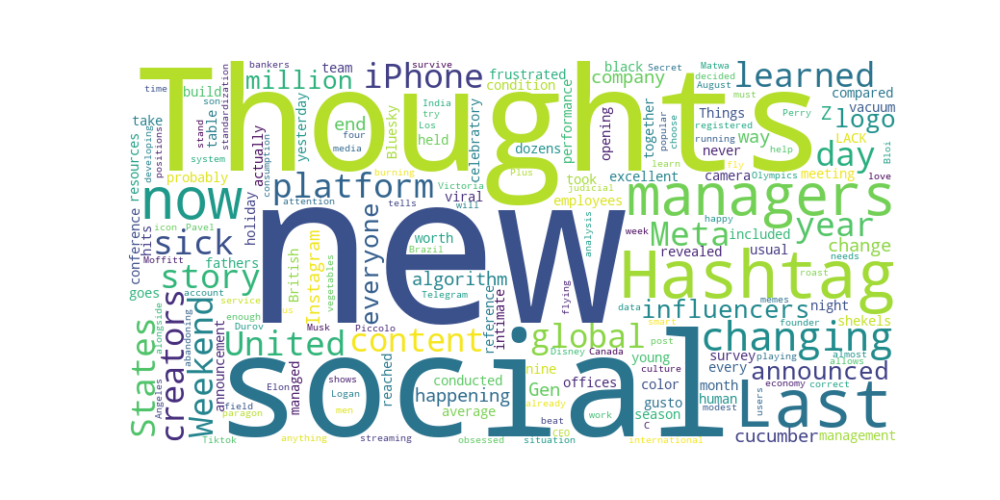 bankers survive
time team frustrated black Secret Matwa
million iPhone condition company decided learned
build August compared
son standardization India performance Things vacuum
take table yesterday Bluesky try celebratory opening together registered Z logo
Thoughts
resources stand end four Los dozens popular Perry
developing positions actually held choose way running LACK
system media never must day
probably consumption burning Plus took excellent camera meeting
now platform viral employees learn fly Olympics help Bloi love
holiday attention Victoria judicial managers
icon Pavel tells will intimate happy year
conference sick everyone worth analysis Meta included change
hits Moffitt British Instagram vegetables Brazil new week revealed usual needs
story fathers algorithm Hashtag roast
goes account Telegram flying data memes night
service us reference smart influencers shekels
States creators Weekend enough Musk Piccolo founder
alongside Durov United content global post changing
abandoning Disney Canada young survey playing almost
announcement Elon shows reached conducted nine culture every allows correct
managed Logan happening Gen offices color month economy announced
Angeles field men average season gusto human users modest
paragon social beat work C Last
Tiktok anything streaming obsessed already CEO situation international cucumber management